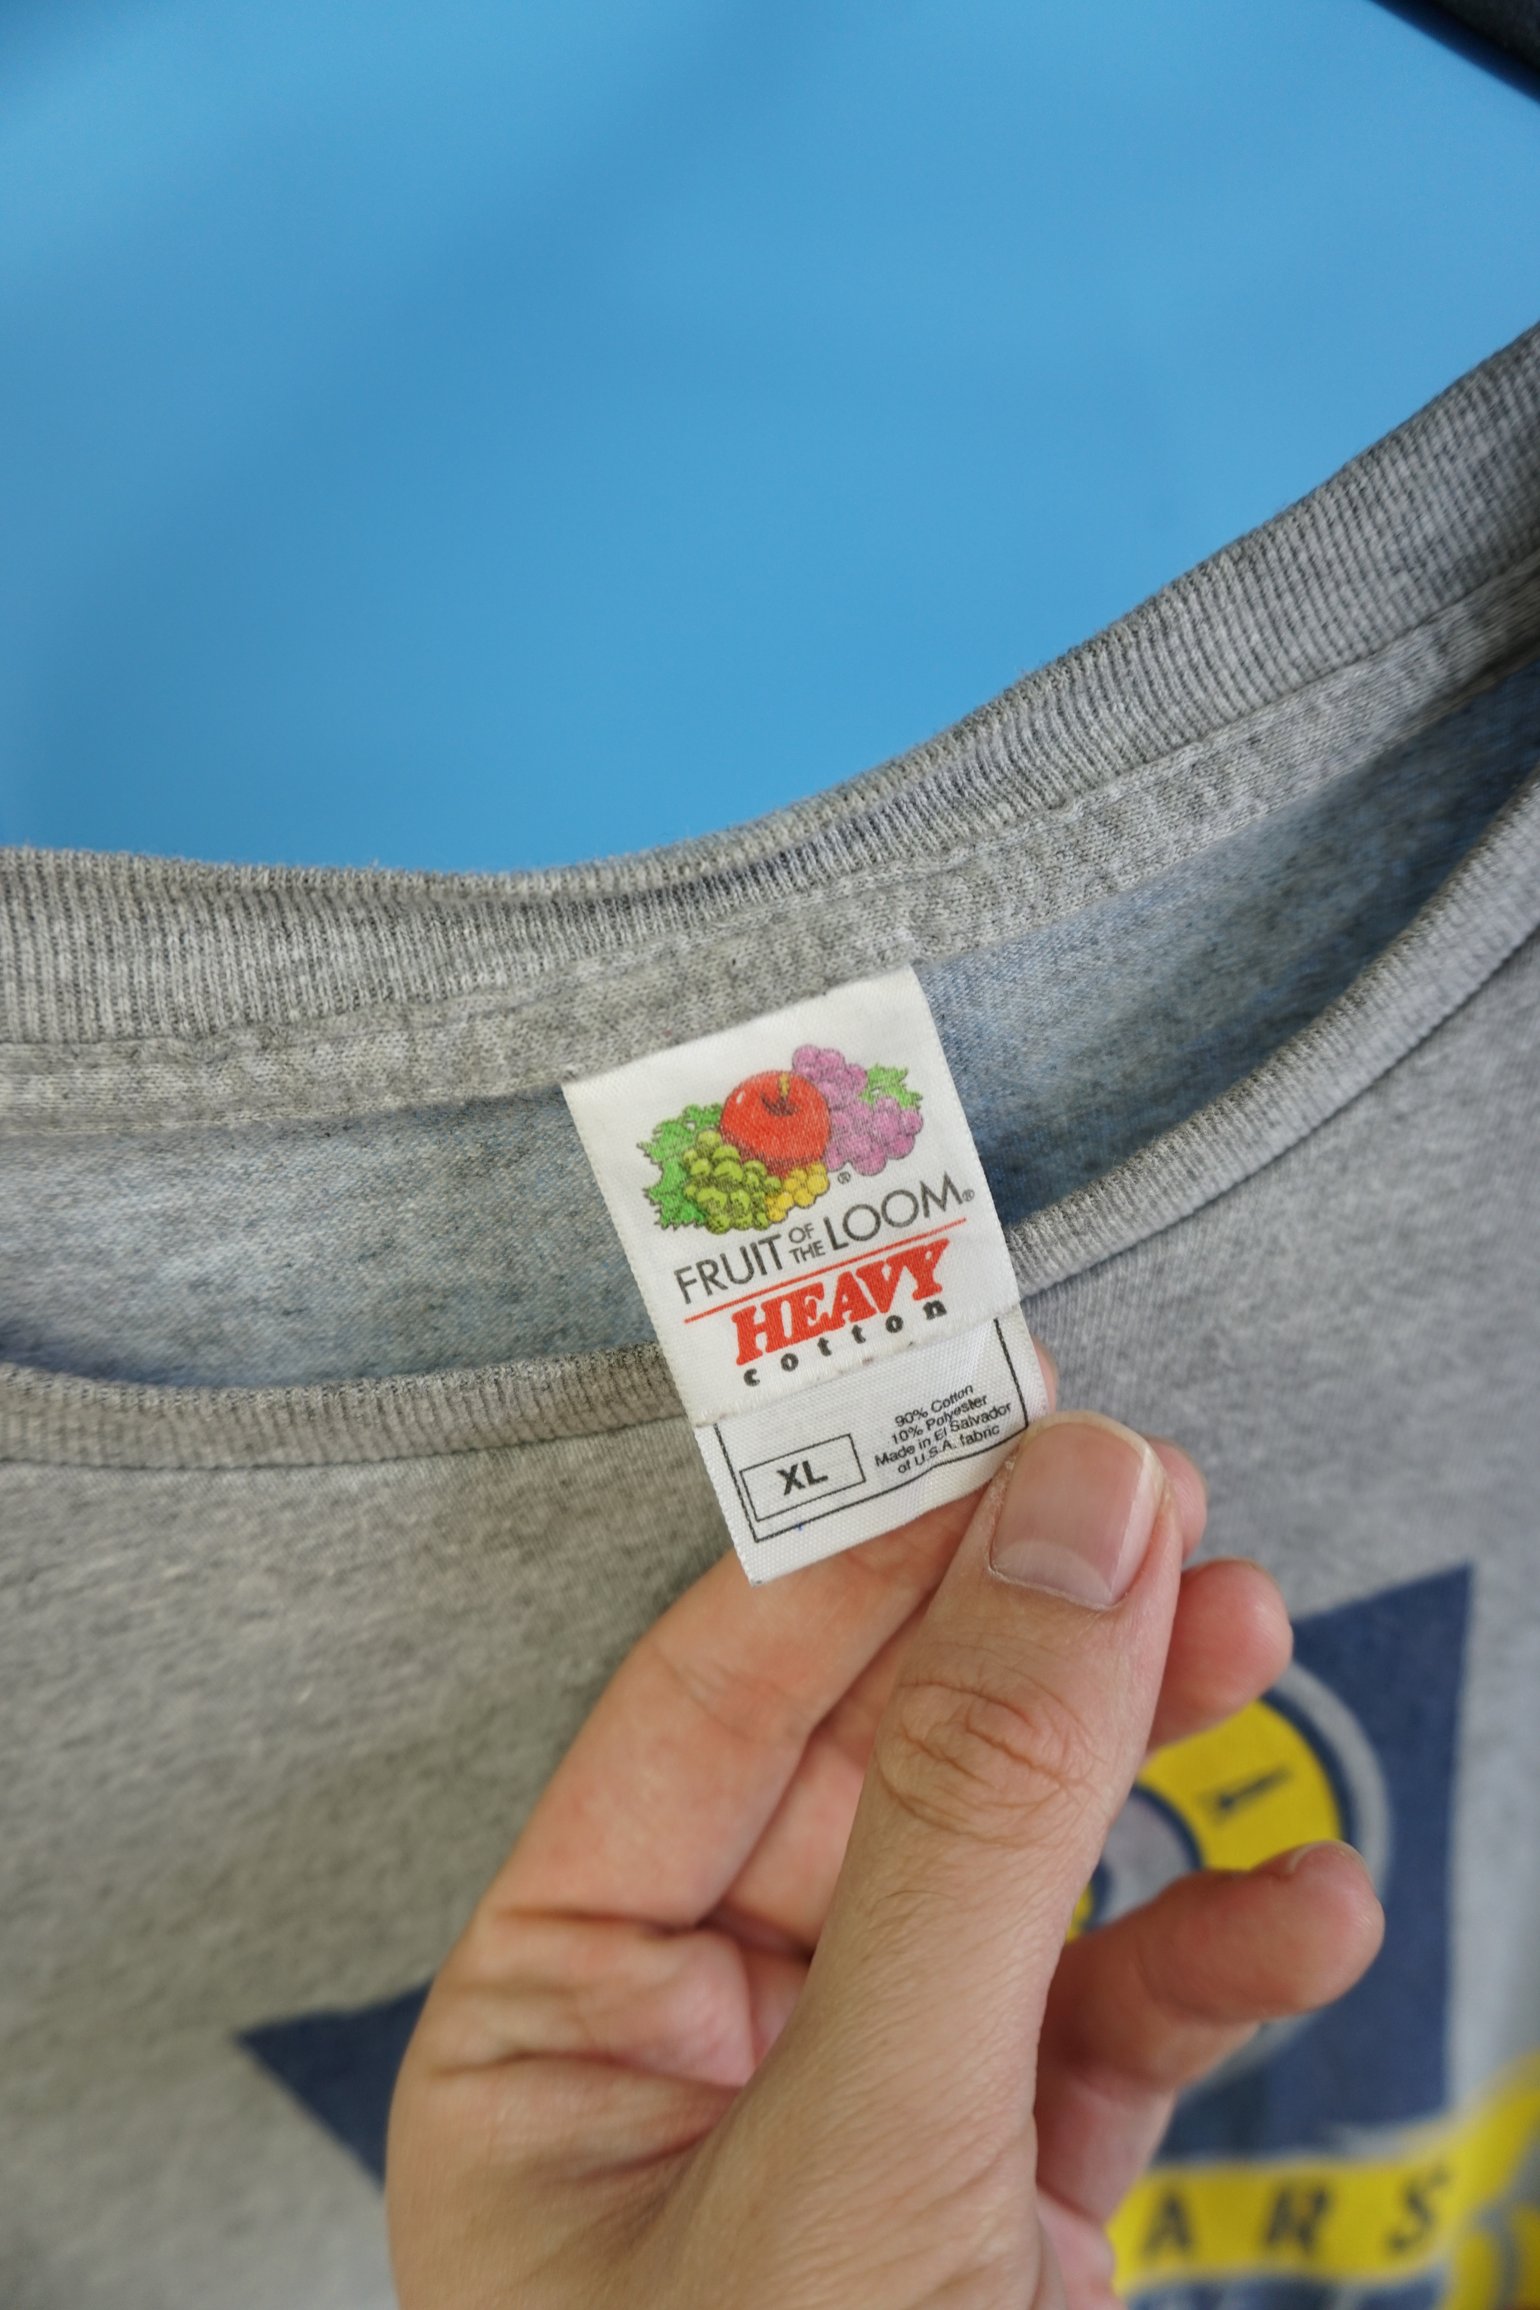 FRUIT OF THE LOOM®
HEAVY
cotton
XL
90% Cotton
10% Polyester
Made in El Salvador
of U.S.A. fabric
ARS